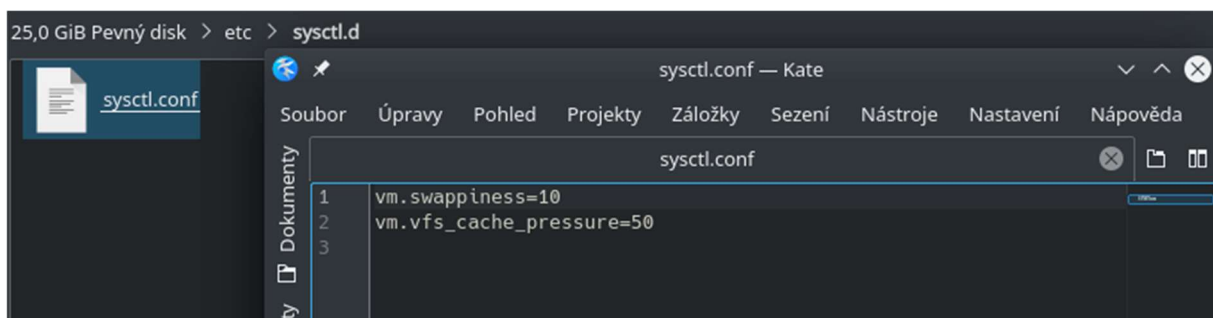 25,0 GiB Pevný disk > etc > sysctl.d
sysctl.conf
sysctl.conf — Kate
Soubor Úpravy Pohled Projekty Záložky Sezení Nástroje Nastavení Nápověda
sysctl.conf
Dokumenty
1 vm.swappiness=10
2 vm.vfs_cache_pressure=50
3